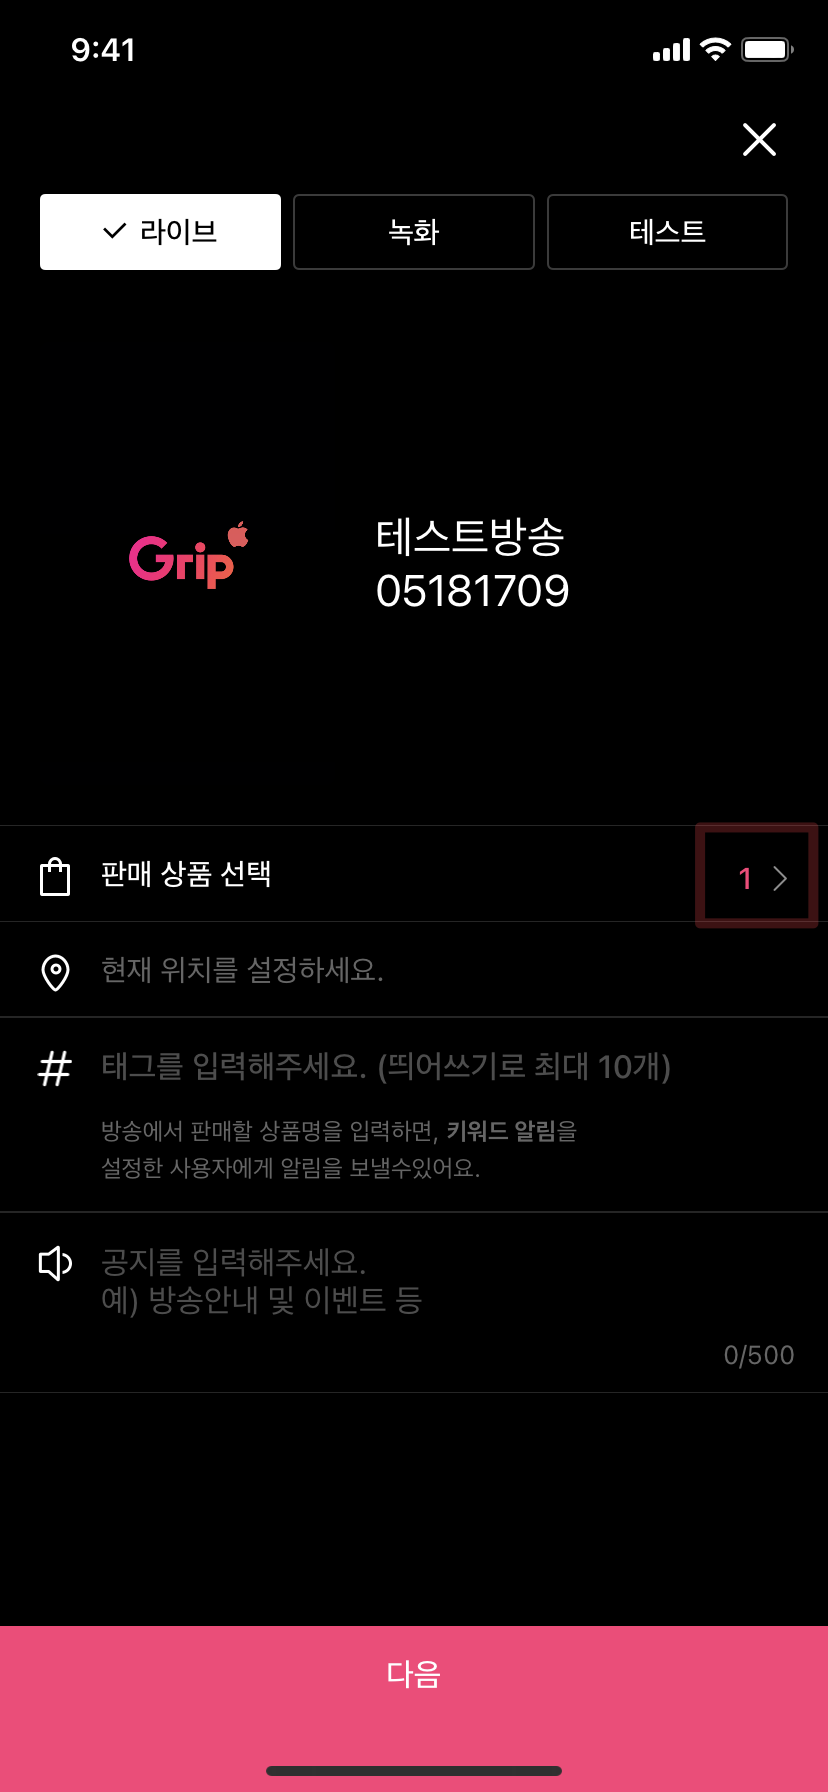 9:41
라이브
녹화
테스트
Grip
테스트방송
05181709
판매 상품 선택
1
현재 위치를 설정하세요.
태그를 입력해주세요. (띄어쓰기로 최대 10개)
방송에서 판매할 상품명을 입력하면, 키워드 알림을
설정한 사용자에게 알림을 보낼수있어요.
공지를 입력해주세요.
예) 방송안내 및 이벤트 등
0/500
다음